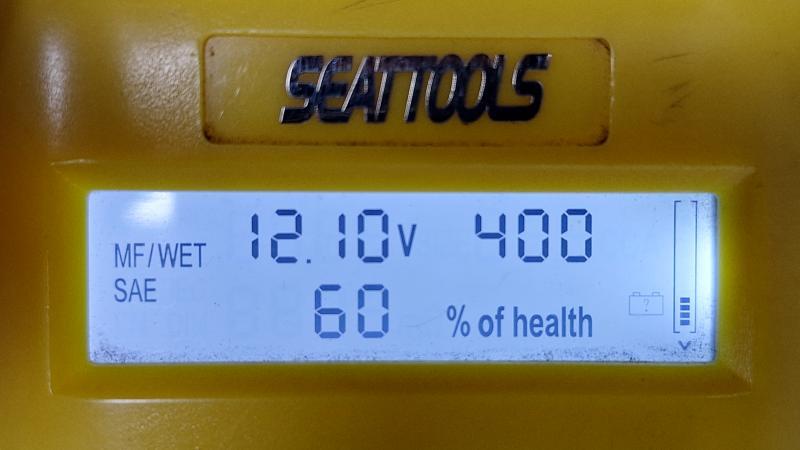 SEATTOOLS
MF/WET 12.10V 400
SAE
60 % of health
?